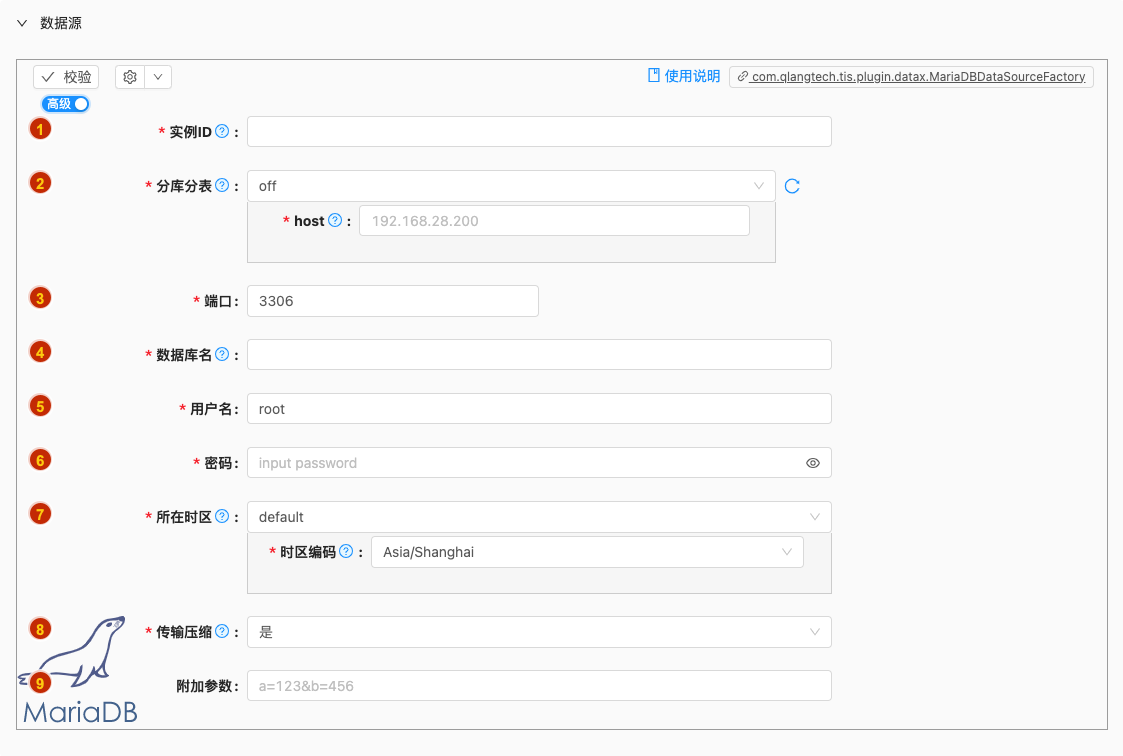 数据源
校验
使用说明 com.qlangtech.tis.plugin.datax.MariaDBDataSourceFactory
高级
1 * 实例ID ? :
2 * 分库分表 ? : off
* host ? : 192.168.28.200
3 * 端口 : 3306
4 * 数据库名 ? :
5 * 用户名 : root
6 * 密码 : input password
7 * 所在时区 ? : default
* 时区编码 ? : Asia/Shanghai
8 * 传输压缩 ? : 是
9 附加参数 : a=123&b=456
MariaDB